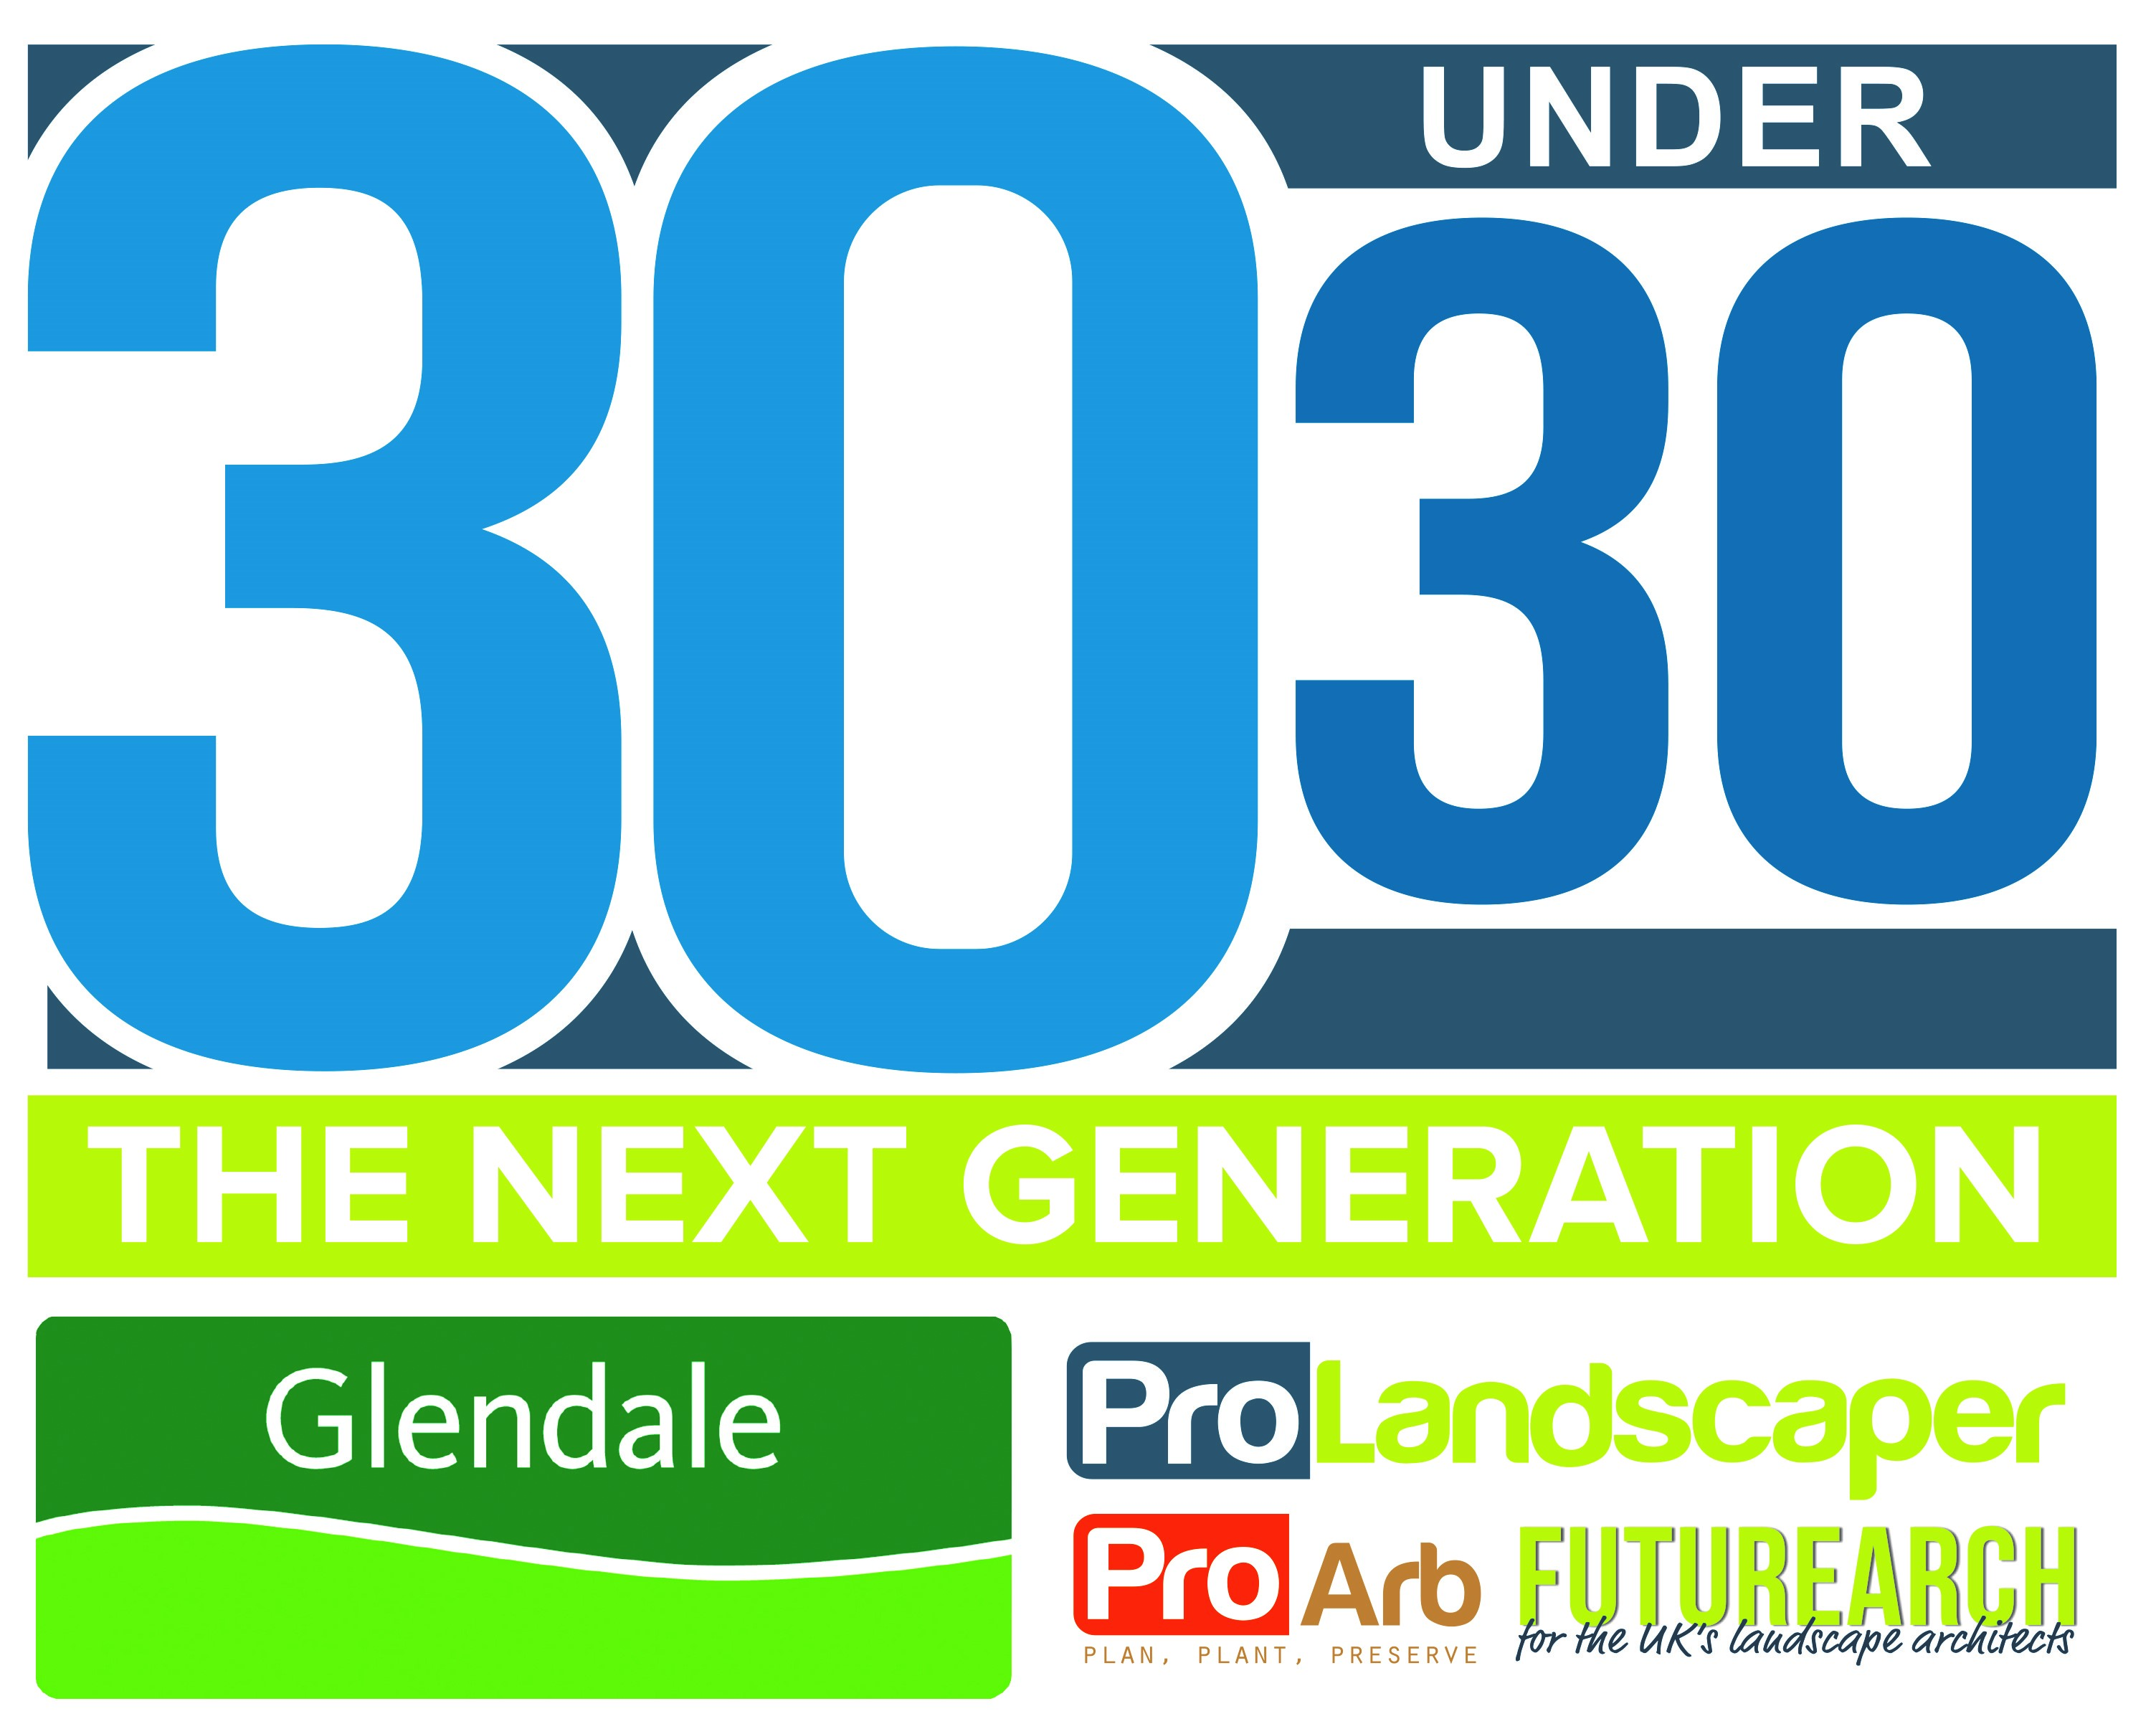 30 UNDER
30
THE NEXT GENERATION
Glendale
ProLandscaper
ProArb
PLAN, PLANT, PRESERVE
FUTUREARCH
for the UK's landscape architects